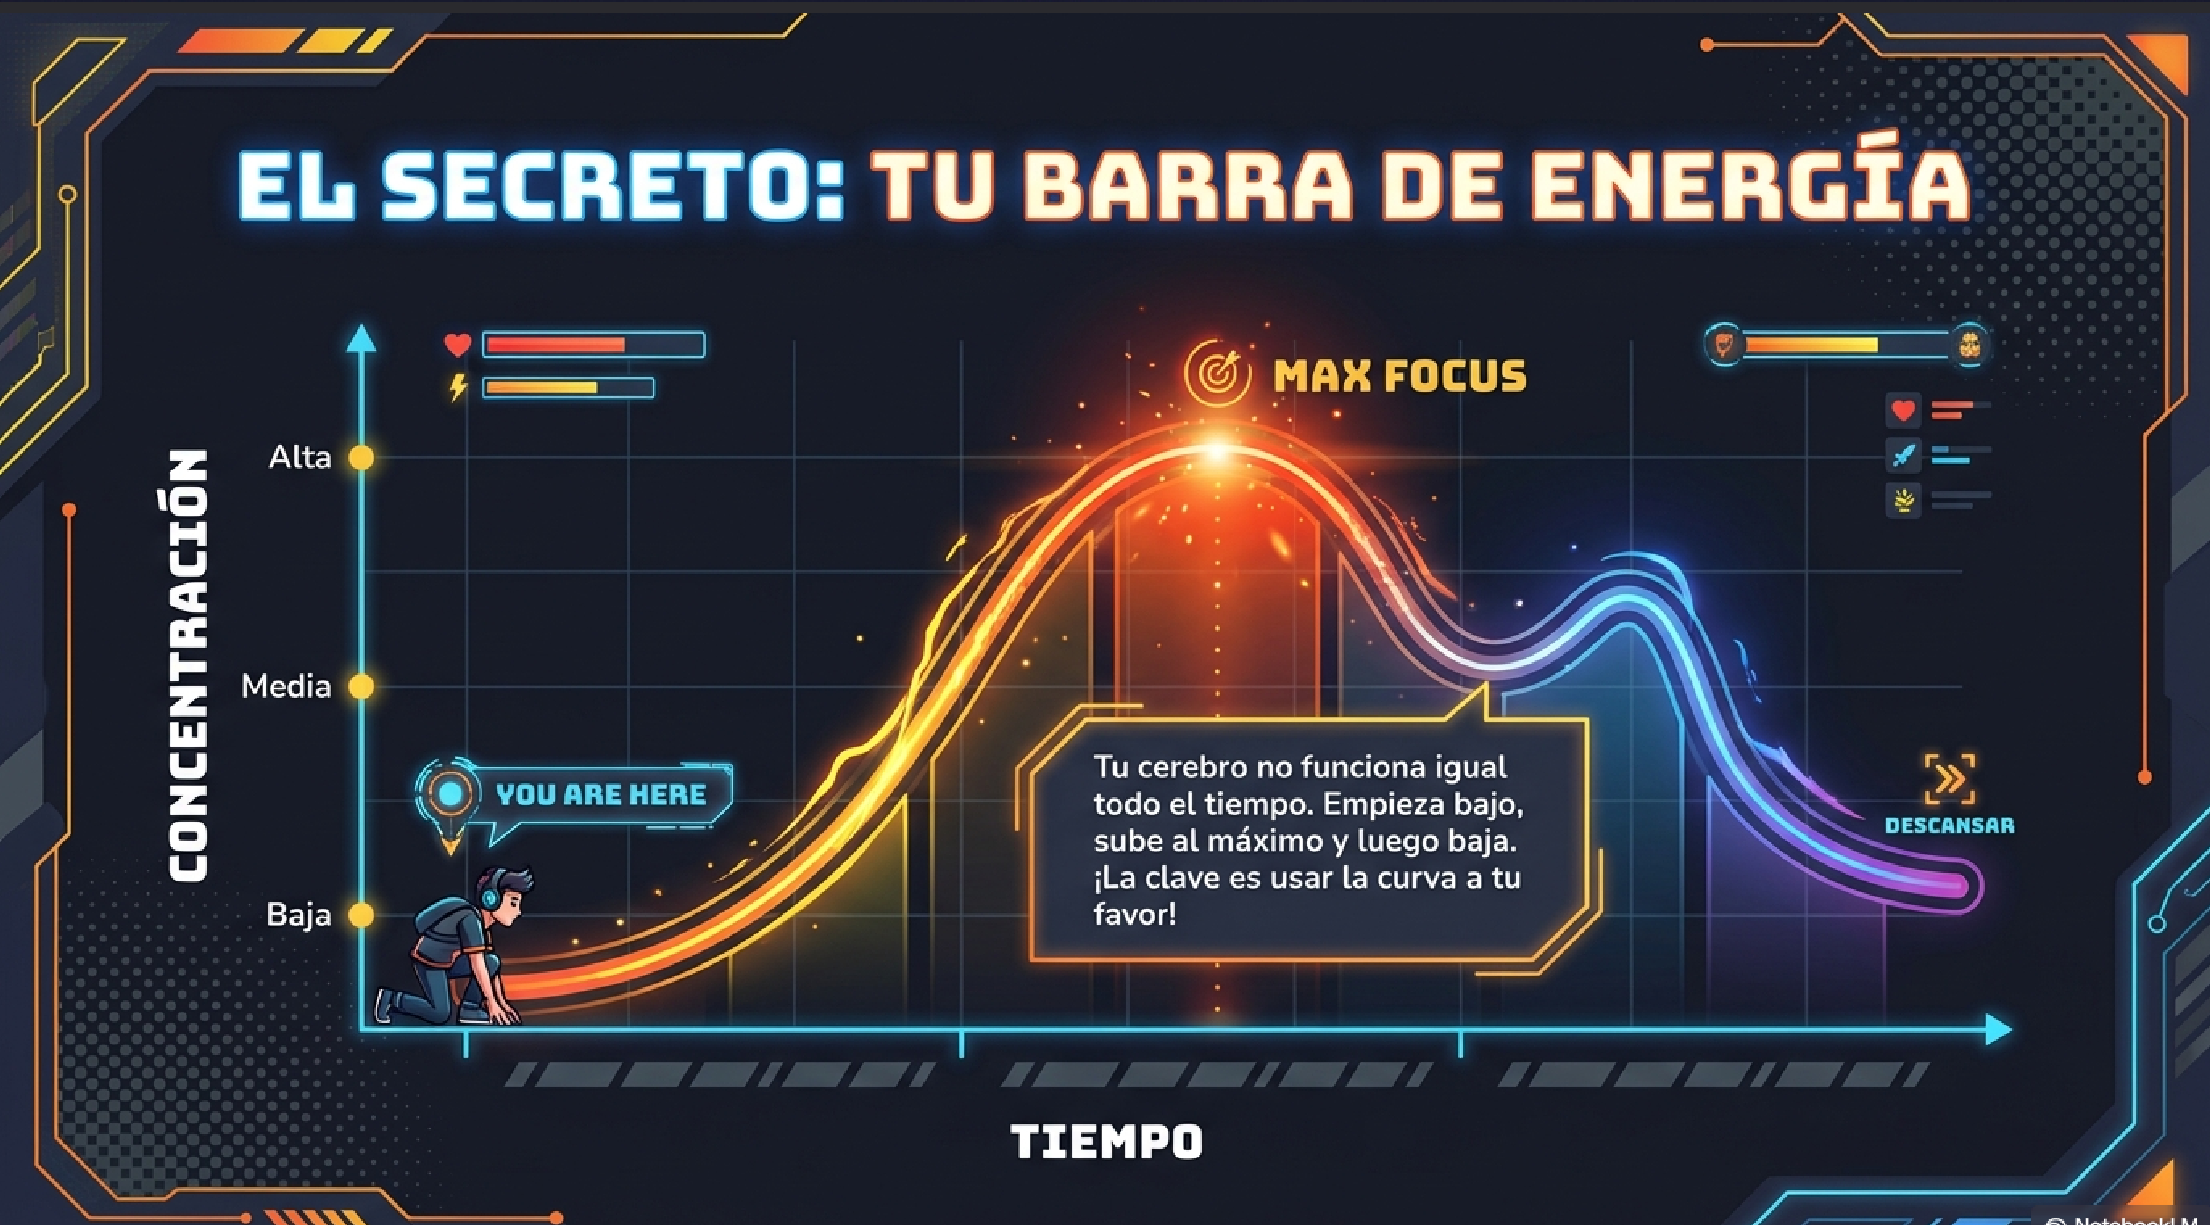 EL SECRETO: TU BARRA DE ENERGÍA
MAX FOCUS
CONCENTRACIÓN
Alta
Media
Baja
YOU ARE HERE
Tu cerebro no funciona igual
todo el tiempo. Empieza bajo,
sube al máximo y luego baja.
¡La clave es usar la curva a tu
favor!
DESCANSAR
TIEMPO